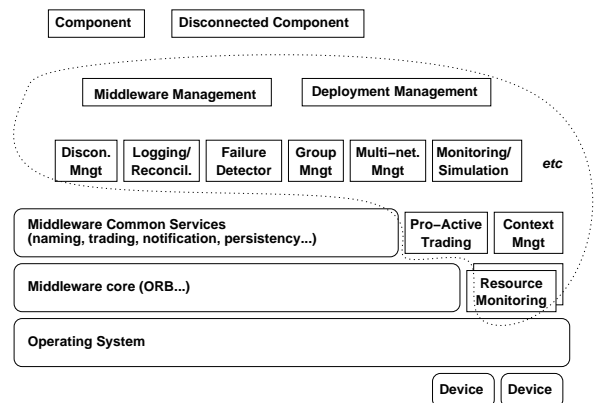 Component
Disconnected Component
Middleware Management
Deployment Management
Discon.
Mngt
Logging/
Reconcil.
Failure
Detector
Group
Mngt
Multi−net.
Mngt
Monitoring/
Simulation
etc
Middleware Common Services
(naming, trading, notification, persistency...)
Pro−Active
Trading
Context
Mngt
Middleware core (ORB...)
Resource
Monitoring
Operating System
Device
Device